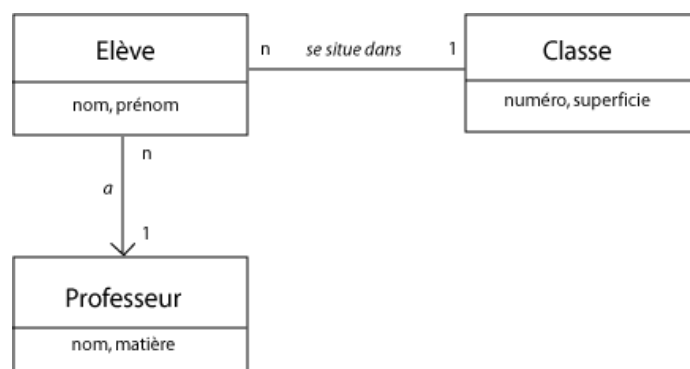 Elève
n
se situe dans
1
Classe
nom, prénom
numéro, superficie
n
a
1
Professeur
nom, matière